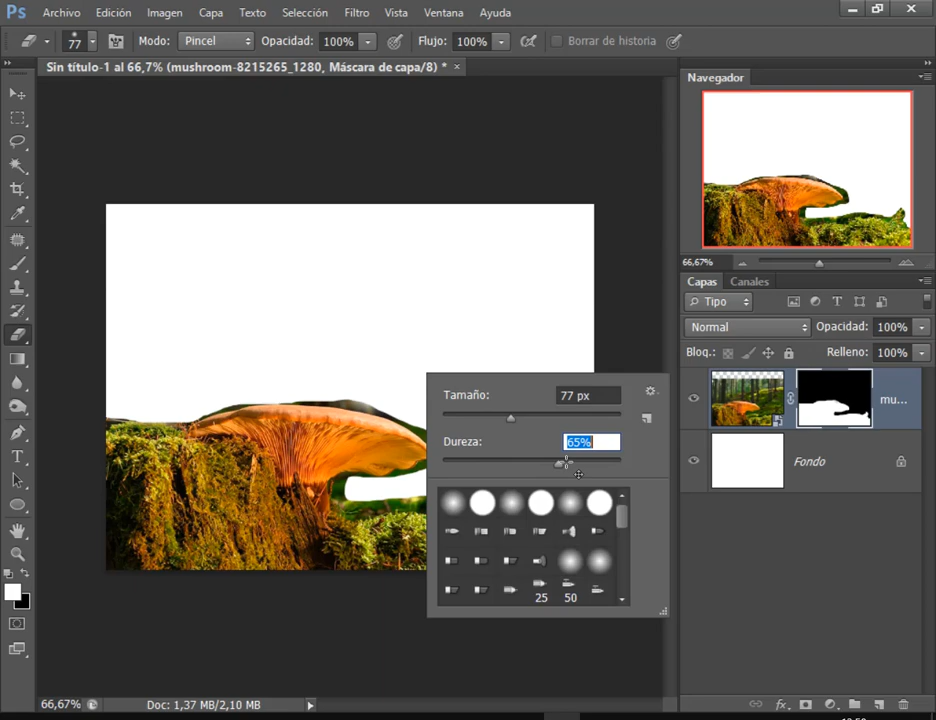 Ps Archivo Edición Imagen Capa Texto Selección Filtro Vista Ventana Ayuda
77 Modo: Pincel Opacidad: 100% Flujo: 100% Borrar de historia
Sin título-1 al 66,7% (mushroom-8215265_1280, Máscara de capa/8) * ×
Navegador
66,67%
Capas Canales
Tipo
Normal Opacidad: 100%
Bloq.: Relleno: 100%
mu...
Fondo
Tamaño: 77 px
Dureza: 65%
25 50
66,67% Doc: 1,37 MB/2,10 MB